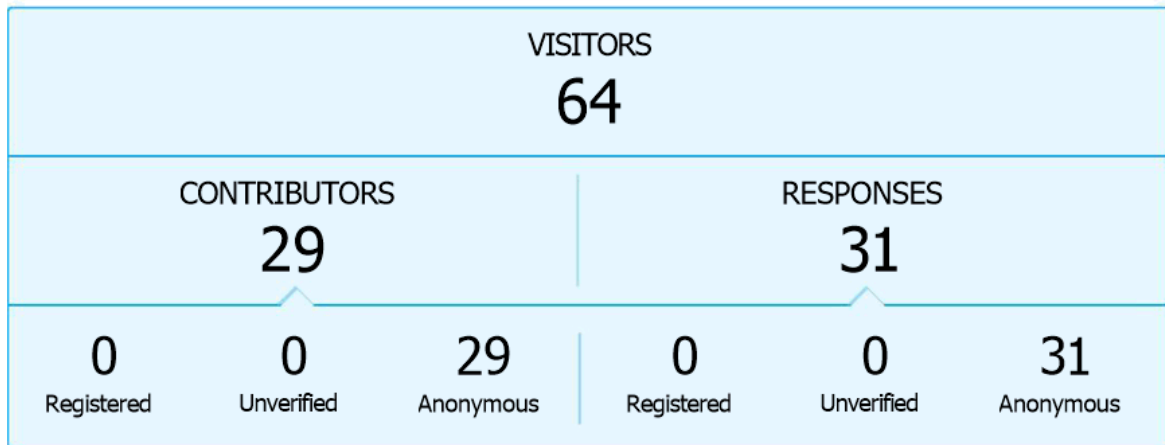 VISITORS
64
CONTRIBUTORS
29
RESPONSES
31
0
Registered
0
Unverified
29
Anonymous
0
Registered
0
Unverified
31
Anonymous